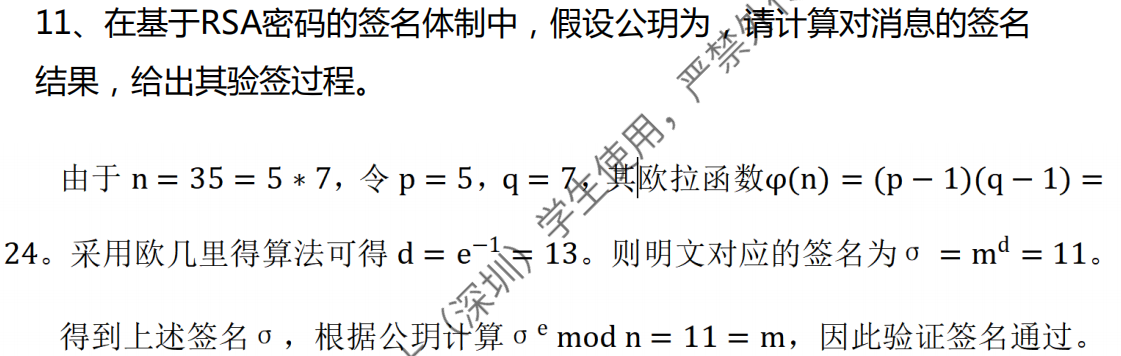 11、在基于RSA密码的签名体制中，假设公玥为，请计算对消息的签名
结果，给出其验签过程。
由于 n = 35 = 5 * 7，令 p = 5，q = 7，其欧拉函数φ(n) = (p − 1)(q − 1) =
24。采用欧几里得算法可得 d = e⁻¹ = 13。则明文对应的签名为 σ = mᵈ = 11。
得到上述签名 σ ，根据公玥计算 σ ᵉ mod n = 11 = m，因此验证签名通过。
（深圳）学生使用，严禁外